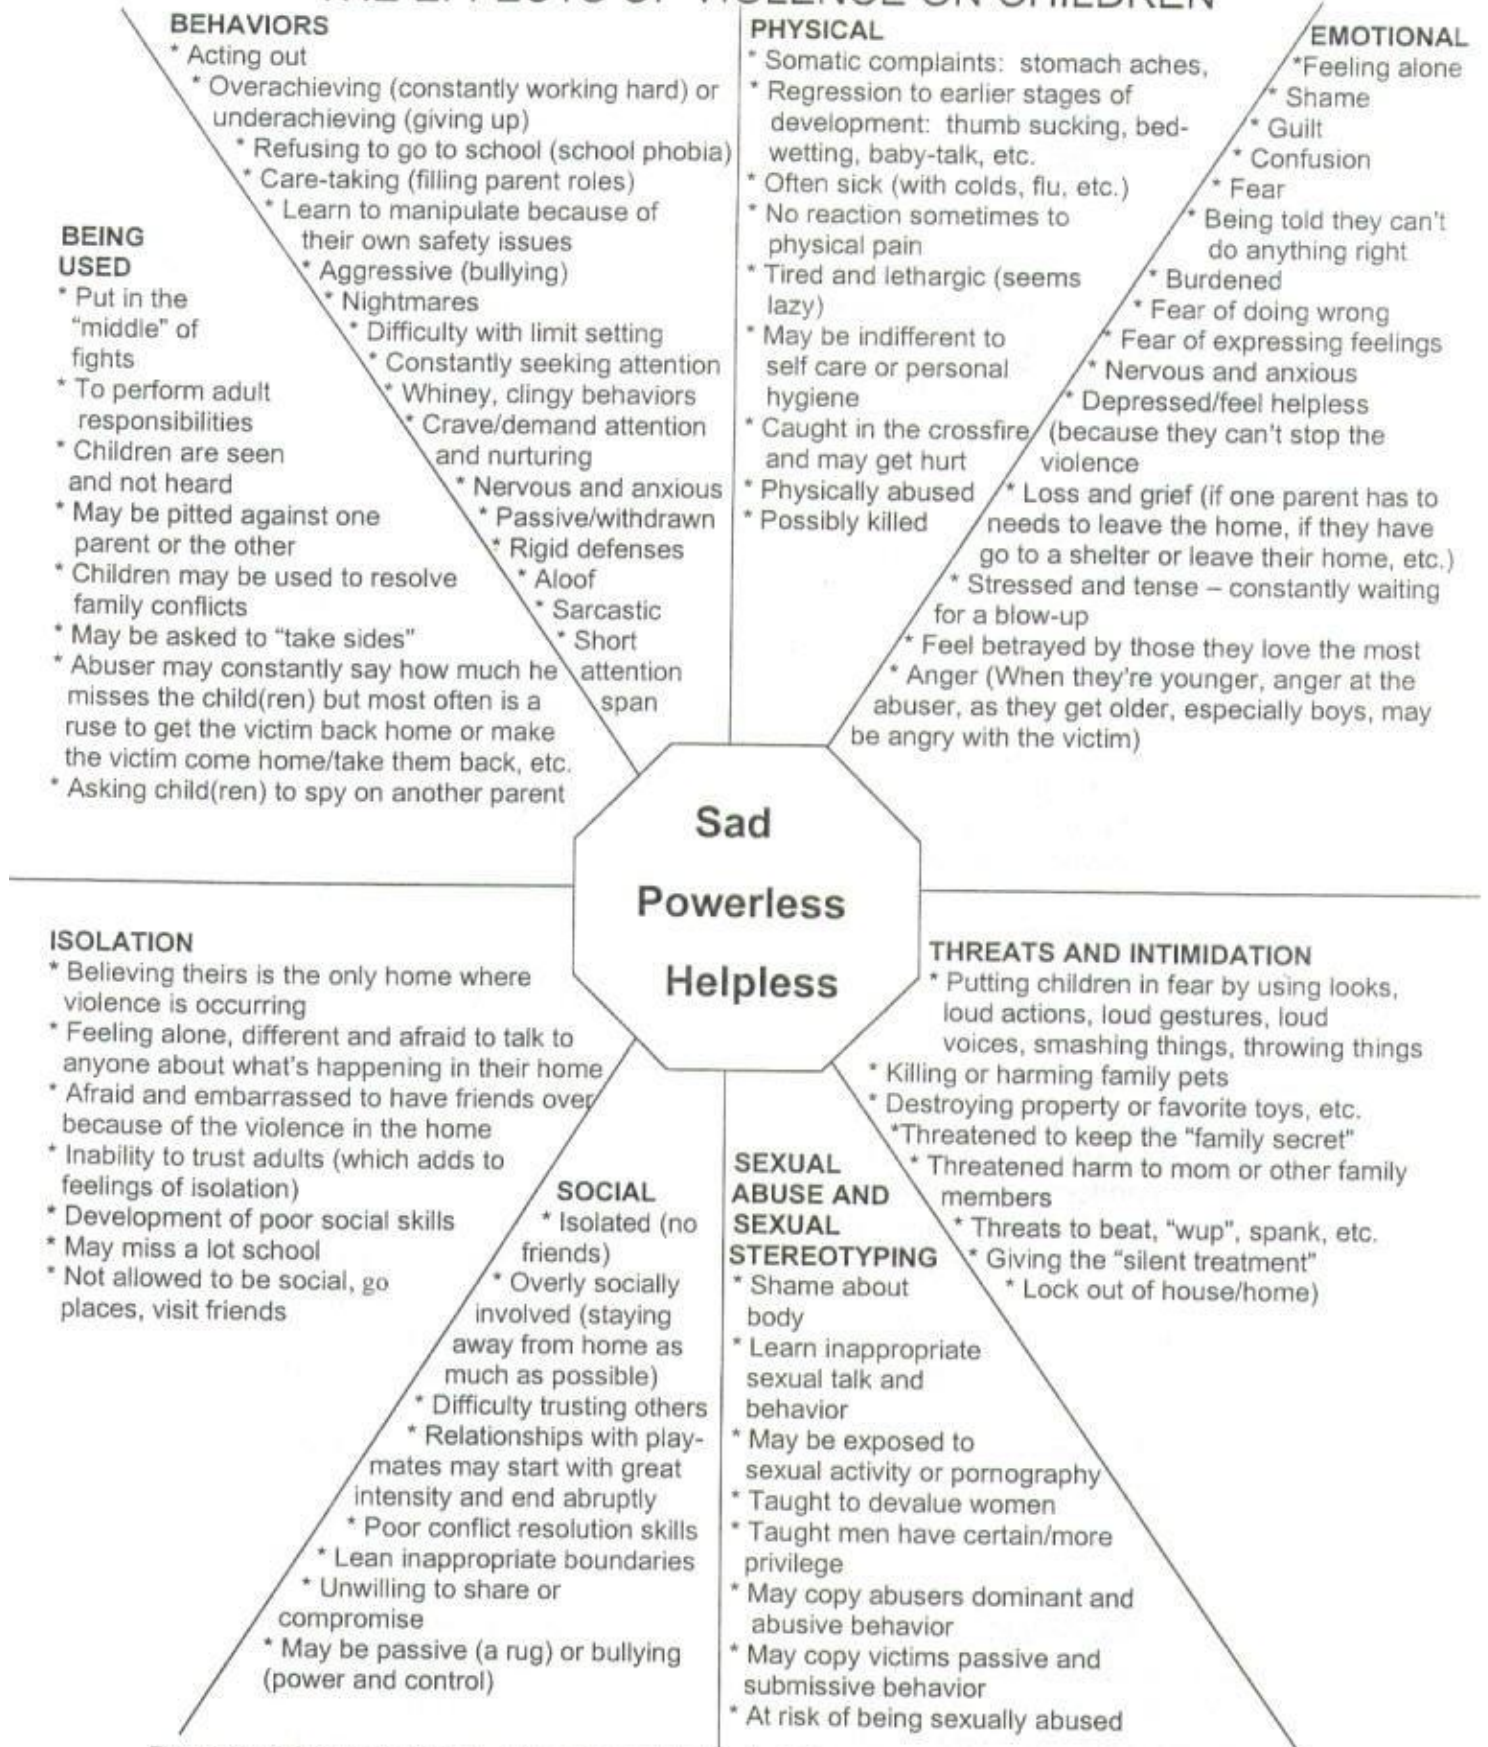 THE EFFECTS OF VIOLENCE ON CHILDREN
BEHAVIORS
* Acting out
* Overachieving (constantly working hard) or
underachieving (giving up)
* Refusing to go to school (school phobia)
* Care-taking (filling parent roles)
* Learn to manipulate because of
their own safety issues
* Aggressive (bullying)
* Nightmares
* Difficulty with limit setting
* Constantly seeking attention
* Whiney, clingy behaviors
* Crave/demand attention
and nurturing
* Nervous and anxious
* Passive/withdrawn
* Rigid defenses
* Aloof
* Sarcastic
* Short
attention
span
PHYSICAL
* Somatic complaints: stomach aches,
* Regression to earlier stages of
development: thumb sucking, bed-
wetting, baby-talk, etc.
* Often sick (with colds, flu, etc.)
* No reaction sometimes to
physical pain
* Tired and lethargic (seems
lazy)
* May be indifferent to
self care or personal
hygiene
* Caught in the crossfire
and may get hurt
* Physically abused
* Possibly killed
EMOTIONAL
*Feeling alone
* Shame
* Guilt
* Confusion
* Fear
* Being told they can't
do anything right
* Burdened
* Fear of doing wrong
* Fear of expressing feelings
* Nervous and anxious
* Depressed/feel helpless
(because they can't stop the
violence
* Loss and grief (if one parent has to
needs to leave the home, if they have
go to a shelter or leave their home, etc.)
* Stressed and tense – constantly waiting
for a blow-up
* Feel betrayed by those they love the most
* Anger (When they're younger, anger at the
abuser, as they get older, especially boys, may
be angry with the victim)
BEING
USED
* Put in the
"middle" of
fights
* To perform adult
responsibilities
* Children are seen
and not heard
* May be pitted against one
parent or the other
* Children may be used to resolve
family conflicts
* May be asked to "take sides"
* Abuser may constantly say how much he
misses the child(ren) but most often is a
ruse to get the victim back home or make
the victim come home/take them back, etc.
* Asking child(ren) to spy on another parent
Sad
Powerless
Helpless
ISOLATION
* Believing theirs is the only home where
violence is occurring
* Feeling alone, different and afraid to talk to
anyone about what's happening in their home
* Afraid and embarrassed to have friends over
because of the violence in the home
* Inability to trust adults (which adds to
feelings of isolation)
* Development of poor social skills
* May miss a lot school
* Not allowed to be social, go
places, visit friends
SOCIAL
* Isolated (no
friends)
* Overly socially
involved (staying
away from home as
much as possible)
* Difficulty trusting others
* Relationships with play-
mates may start with great
intensity and end abruptly
* Poor conflict resolution skills
* Lean inappropriate boundaries
* Unwilling to share or
compromise
* May be passive (a rug) or bullying
(power and control)
SEXUAL
ABUSE AND
SEXUAL
STEREOTYPING
* Shame about
body
* Learn inappropriate
sexual talk and
behavior
* May be exposed to
sexual activity or pornography
* Taught to devalue women
* Taught men have certain/more
privilege
* May copy abusers dominant and
abusive behavior
* May copy victims passive and
submissive behavior
* At risk of being sexually abused
THREATS AND INTIMIDATION
* Putting children in fear by using looks,
loud actions, loud gestures, loud
voices, smashing things, throwing things
* Killing or harming family pets
* Destroying property or favorite toys, etc.
*Threatened to keep the "family secret"
* Threatened harm to mom or other family
members
* Threats to beat, "wup", spank, etc.
* Giving the "silent treatment"
* Lock out of house/home)